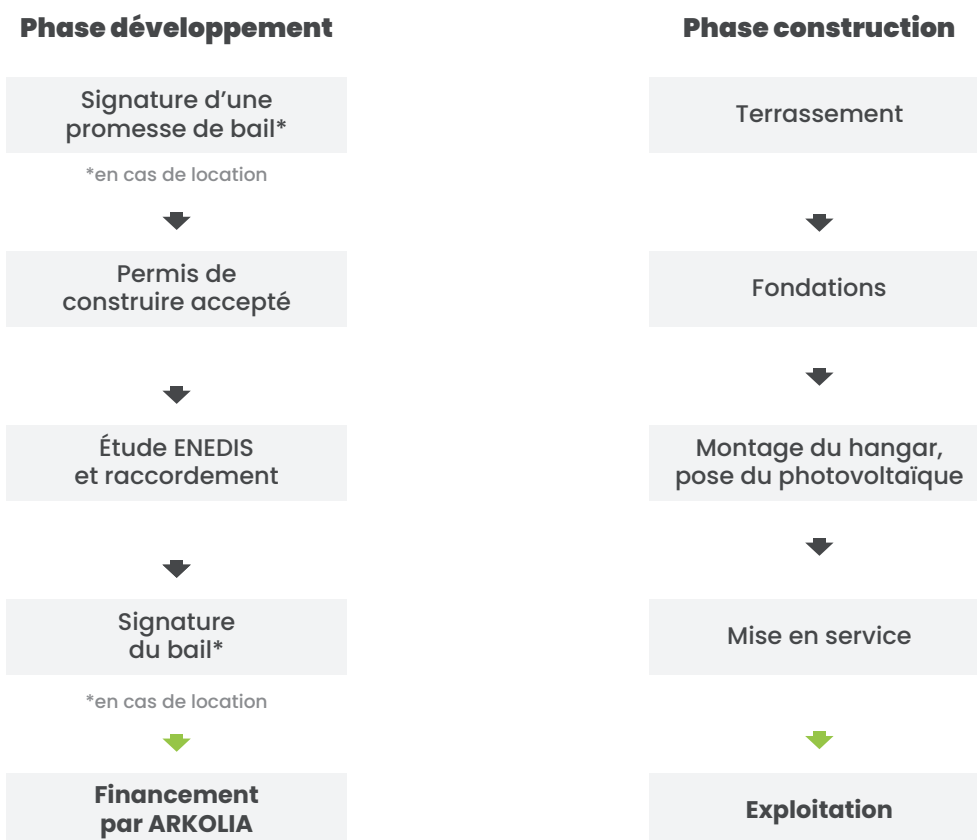 Phase développement
Signature d’une
promesse de bail*
*en cas de location
Permis de
construire accepté
Étude ENEDIS
et raccordement
Signature
du bail*
*en cas de location
Financement
par ARKOLIA
Phase construction
Terrassement
Fondations
Montage du hangar,
pose du photovoltaïque
Mise en service
Exploitation